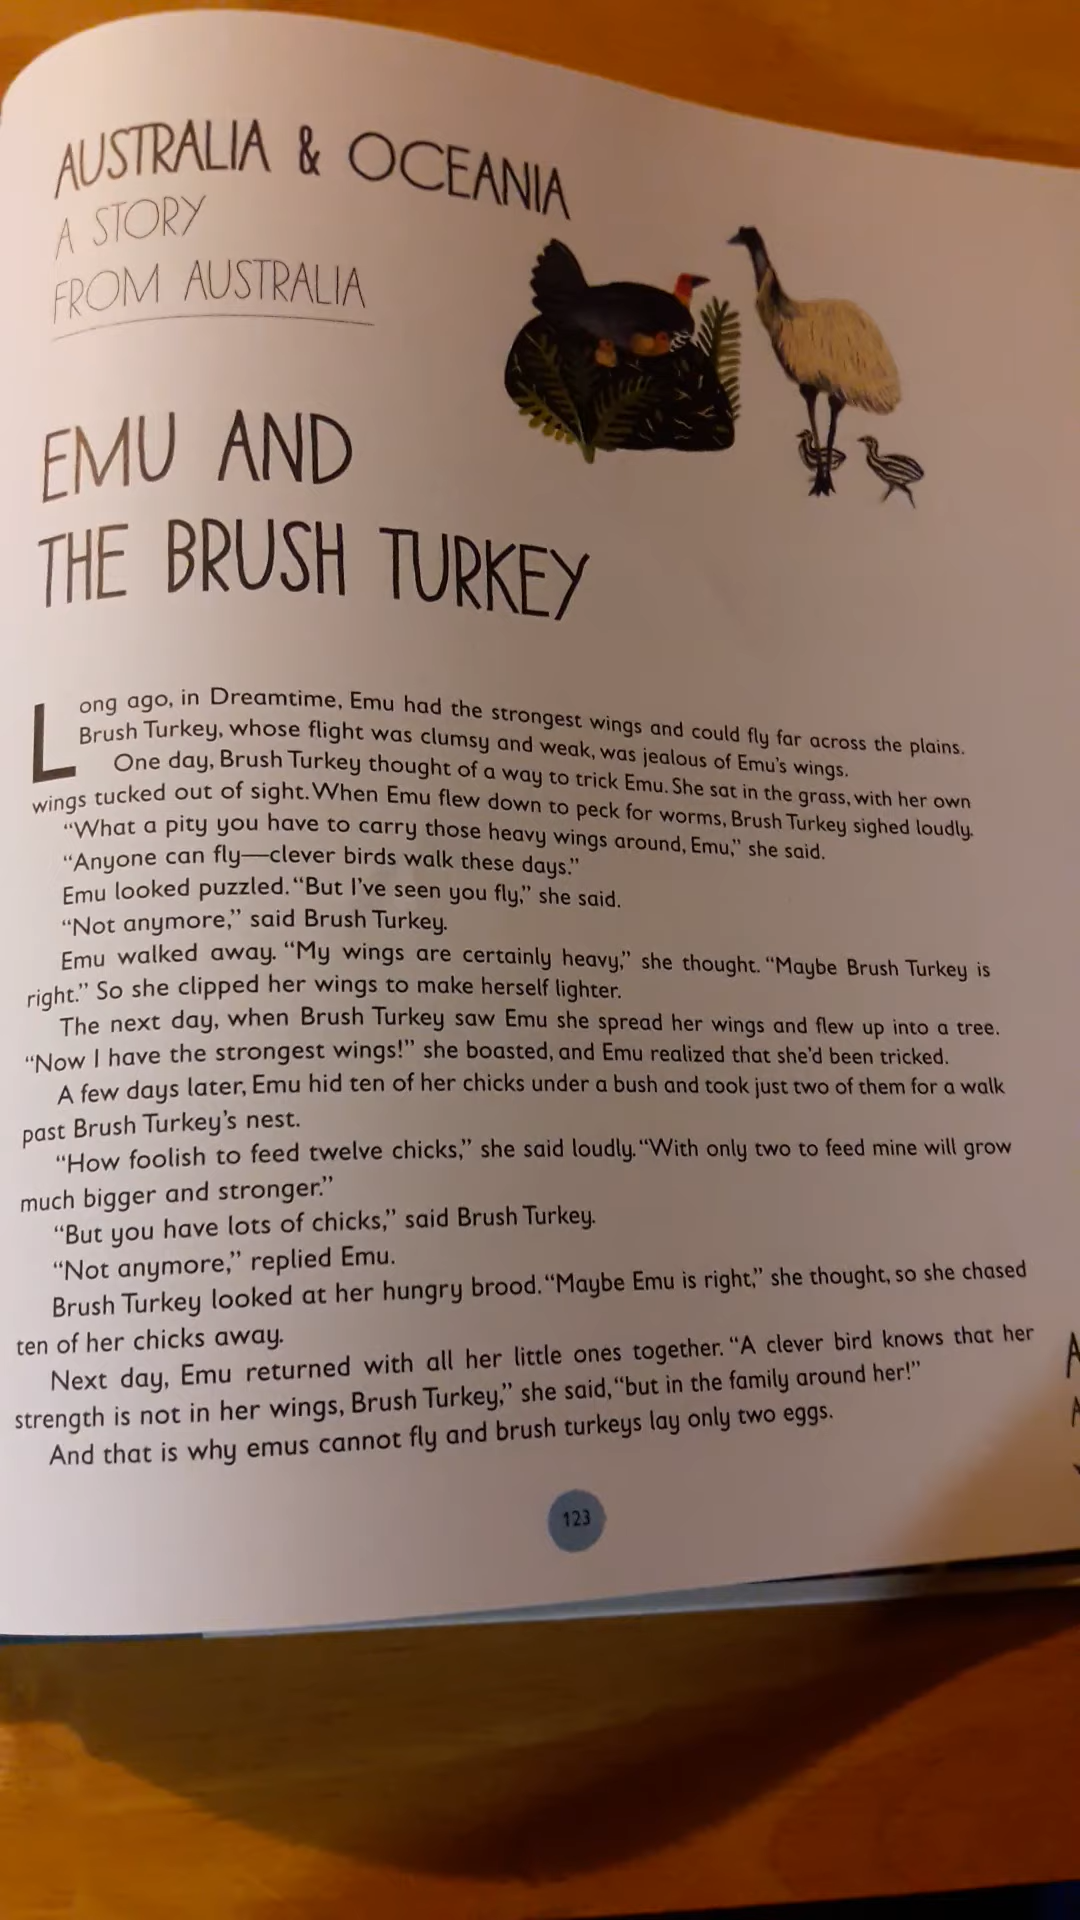 AUSTRALIA & OCEANIA
A STORY
FROM AUSTRALIA
EMU AND
THE BRUSH TURKEY
Long ago, in Dreamtime, Emu had the strongest wings and could fly far across the plains.
Brush Turkey, whose flight was clumsy and weak, was jealous of Emu's wings.
One day, Brush Turkey thought of a way to trick Emu. She sat in the grass, with her own
wings tucked out of sight. When Emu flew down to peck for worms, Brush Turkey sighed loudly.
“What a pity you have to carry those heavy wings around, Emu,” she said.
“Anyone can fly—clever birds walk these days.”
Emu looked puzzled. “But I've seen you fly,” she said.
“Not anymore,” said Brush Turkey.
Emu walked away. “My wings are certainly heavy,” she thought. “Maybe Brush Turkey is
right.” So she clipped her wings to make herself lighter.
The next day, when Brush Turkey saw Emu she spread her wings and flew up into a tree.
“Now I have the strongest wings!” she boasted, and Emu realized that she'd been tricked.
A few days later, Emu hid ten of her chicks under a bush and took just two of them for a walk
past Brush Turkey's nest.
“How foolish to feed twelve chicks,” she said loudly. “With only two to feed mine will grow
much bigger and stronger.”
“But you have lots of chicks,” said Brush Turkey.
“Not anymore,” replied Emu.
Brush Turkey looked at her hungry brood. “Maybe Emu is right,” she thought, so she chased
ten of her chicks away.
Next day, Emu returned with all her little ones together. “A clever bird knows that her
strength is not in her wings, Brush Turkey,” she said, “but in the family around her!”
And that is why emus cannot fly and brush turkeys lay only two eggs.
123